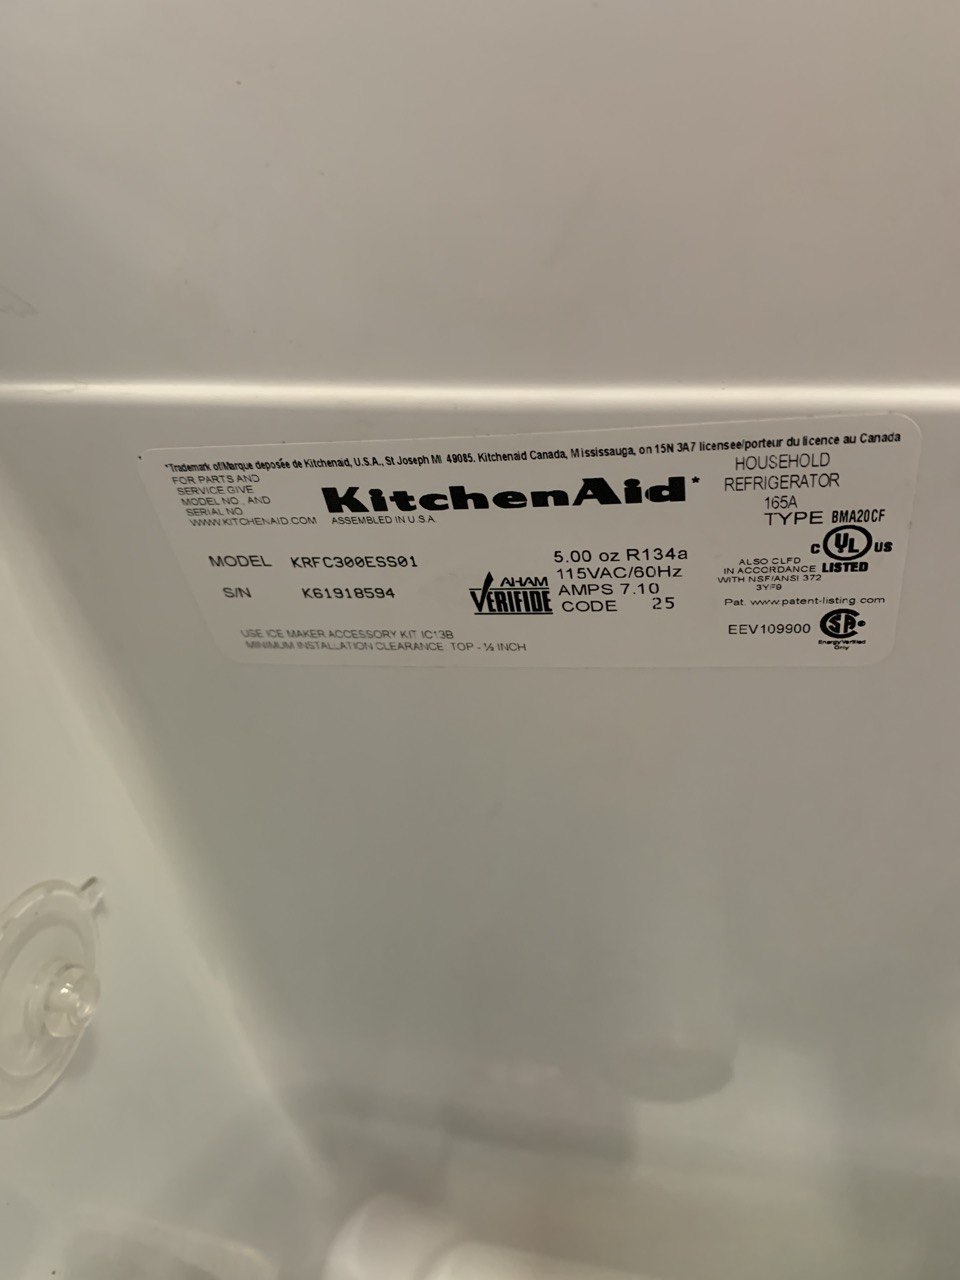 *Trademark of/Marque deposée de Kitchenaid, U.S.A., St Joseph MI 49085. Kitchenaid Canada, Mississauga, on 15N 3A7 licensee/porteur du licence au Canada
FOR PARTS AND
SERVICE GIVE
MODEL NO. AND
SERIAL NO
WWW.KITCHENAID.COM
KitchenAid*
ASSEMBLED IN U.S.A
HOUSEHOLD
REFRIGERATOR
165A
TYPE BMA20CF
MODEL KRFC300ESS01
S/N K61918594
AHAM
VERIFIDE
5.00 oz R134a
115VAC/60Hz
AMPS 7.10
CODE 25
C UL US
LISTED
ALSO CLFD
IN ACCORDANCE
WITH NSF/ANSI 372
3YF9
Pat. www.patent-listing.com
EEV109900
SA
Energy Verified
Only
USE ICE MAKER ACCESSORY KIT IC13B
MINIMUM INSTALLATION CLEARANCE TOP - ½ INCH